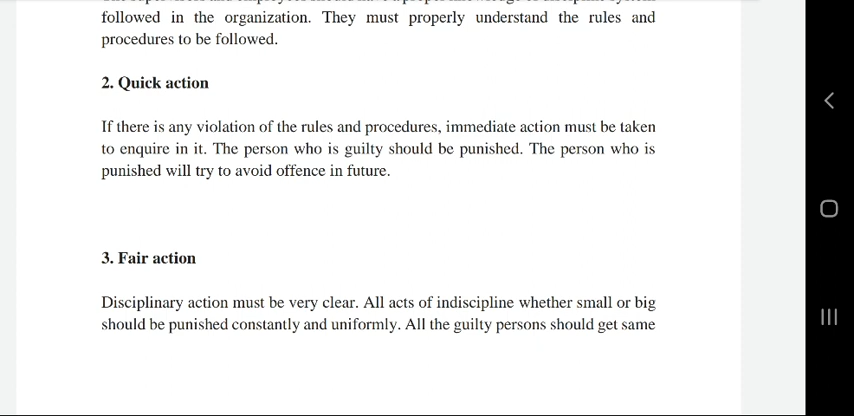 followed in the organization. They must properly understand the rules and
procedures to be followed.
2. Quick action
If there is any violation of the rules and procedures, immediate action must be taken
to enquire in it. The person who is guilty should be punished. The person who is
punished will try to avoid offence in future.
3. Fair action
Disciplinary action must be very clear. All acts of indiscipline whether small or big
should be punished constantly and uniformly. All the guilty persons should get same